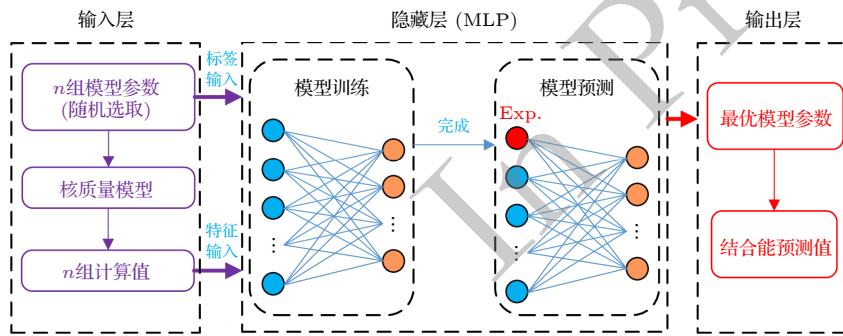 输入层
隐藏层 (MLP)
输出层
n组模型参数
(随机选取)
核质量模型
n组计算值
标签
输入
特征
输入
模型训练
⋯
⋮
完成
模型预测
Exp.
⋯
⋮
最优模型参数
结合能预测值
In Pr